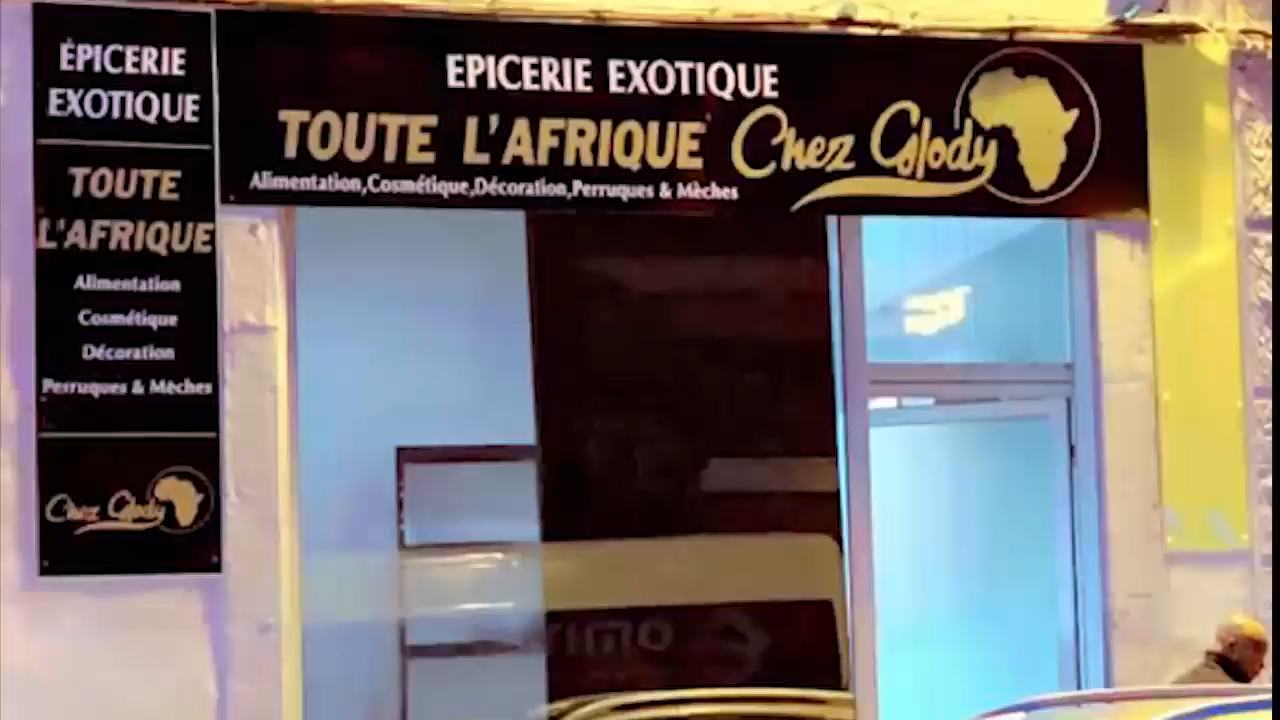 ÉPICERIE
EXOTIQUE
TOUTE
L'AFRIQUE
Alimentation
Cosmétique
Décoration
Perruques & Mèches
Chez Glody
EPICERIE EXOTIQUE
TOUTE L'AFRIQUE Chez Glody
Alimentation,Cosmétique,Décoration,Perruques & Mèches